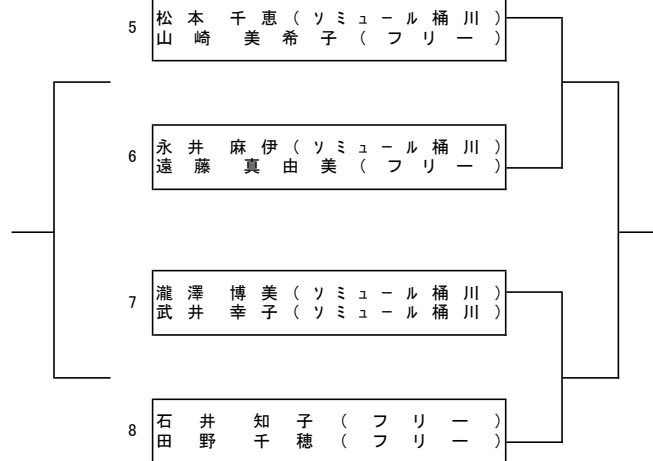 5
松本 千恵(ソミュール桶川)
山崎 美希子(フリー)
6
永井 麻伊(ソミュール桶川)
遠藤 真由美(フリー)
7
瀧澤 博美(ソミュール桶川)
武井 幸子(ソミュール桶川)
8
石井 知子(フリー)
田野 千穂(フリー)